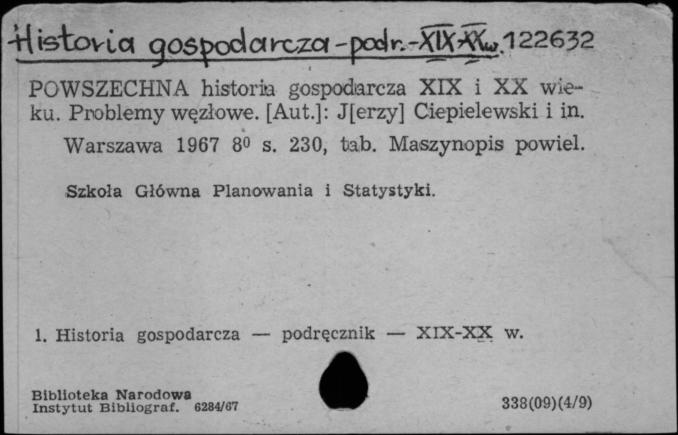 Historia gospodarcza - podr. - XIX-XX w. 122632
POWSZECHNA historia gospodarcza XIX i XX wie-
ku. Problemy węzłowe. [Aut.]: J[erzy] Ciepielewski i in.
Warszawa 1967 8⁰ s. 230, tab. Maszynopis powiel.
Szkoła Główna Planowania i Statystyki.
1. Historia gospodarcza — podręcznik — XIX-XX w.
Biblioteka Narodowa
Instytut Bibliograf. 6284/67
338(09)(4/9)